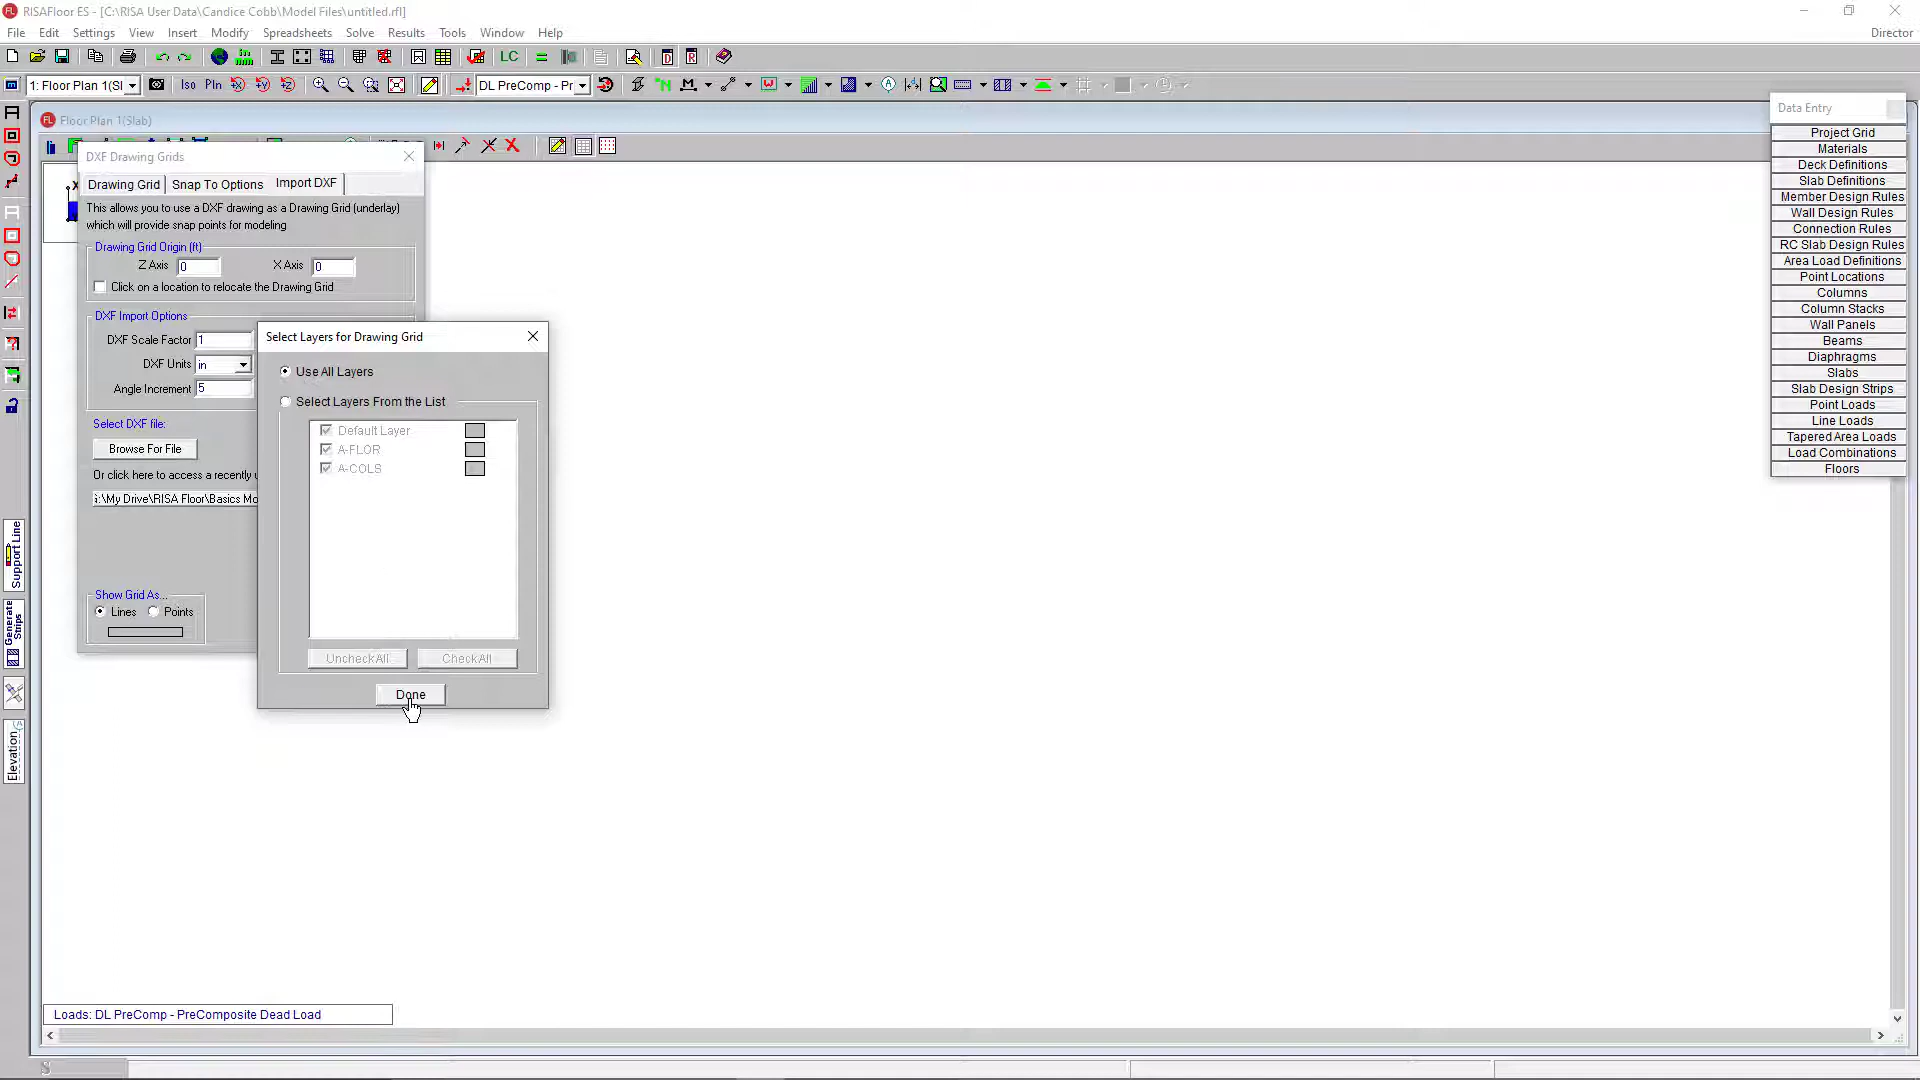 RISAFloor ES - [C:\RISA User Data\Candice Cobb\Model Files\untitled.rfl]
File Edit Settings View Insert Modify Spreadsheets Solve Results Tools Window Help Director
LC
1: Floor Plan 1(Sl Iso Pln DL PreComp - Pr
Floor Plan 1(Slab)
DXF Drawing Grids
Drawing Grid Snap To Options Import DXF
This allows you to use a DXF drawing as a Drawing Grid (underlay)
which will provide snap points for modeling
Drawing Grid Origin (ft)
Z Axis 0 X Axis 0
Click on a location to relocate the Drawing Grid
DXF Import Options
DXF Scale Factor 1
DXF Units in
Angle Increment 5
Select DXF file:
Browse For File
Or click here to access a recently
Show Grid As...
Lines Points
Select Layers for Drawing Grid
Use All Layers
Select Layers From the List
Default Layer
A-FLOR
A-COLS
Uncheck All Check All
Done
Data Entry
Project Grid
Materials
Deck Definitions
Slab Definitions
Member Design Rules
Wall Design Rules
Connection Rules
RC Slab Design Rules
Area Load Definitions
Point Locations
Columns
Column Stacks
Wall Panels
Beams
Diaphragms
Slabs
Slab Design Strips
Point Loads
Line Loads
Tapered Area Loads
Load Combinations
Floors
Support Line
Generate
Strips
Elevation
Loads: DL PreComp - PreComposite Dead Load
S